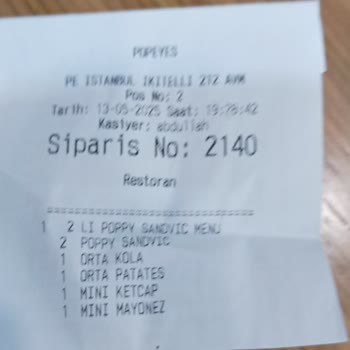 POPEYES
PE ISTANBUL IKITELLI 212 AVM
Pos No: 2
Tarih: 13-05-2025 Saat: 19:28:42
Kasiyer: abdullah
Siparis No: 2140
Restoran
==============================
1 2 LI POPPY SANDVIC MENU
2 POPPY SANDVIC
1 ORTA KOLA
1 ORTA PATATES
1 MINI KETCAP
1 MINI MAYONEZ